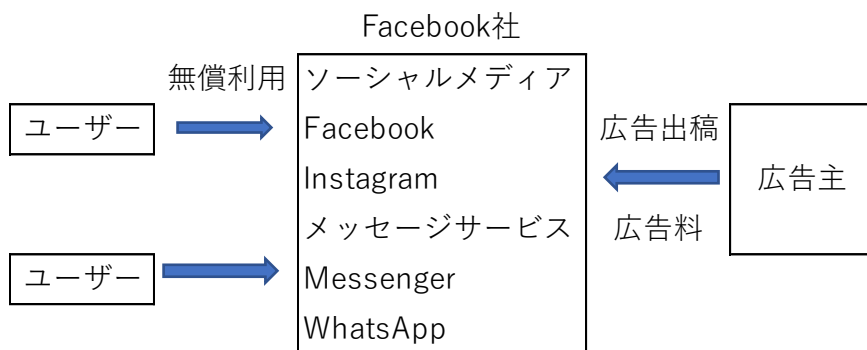 Facebook社
無償利用
ソーシャルメディア
ユーザー
Facebook
広告出稿
Instagram
広告主
メッセージサービス
広告料
ユーザー
Messenger
WhatsApp